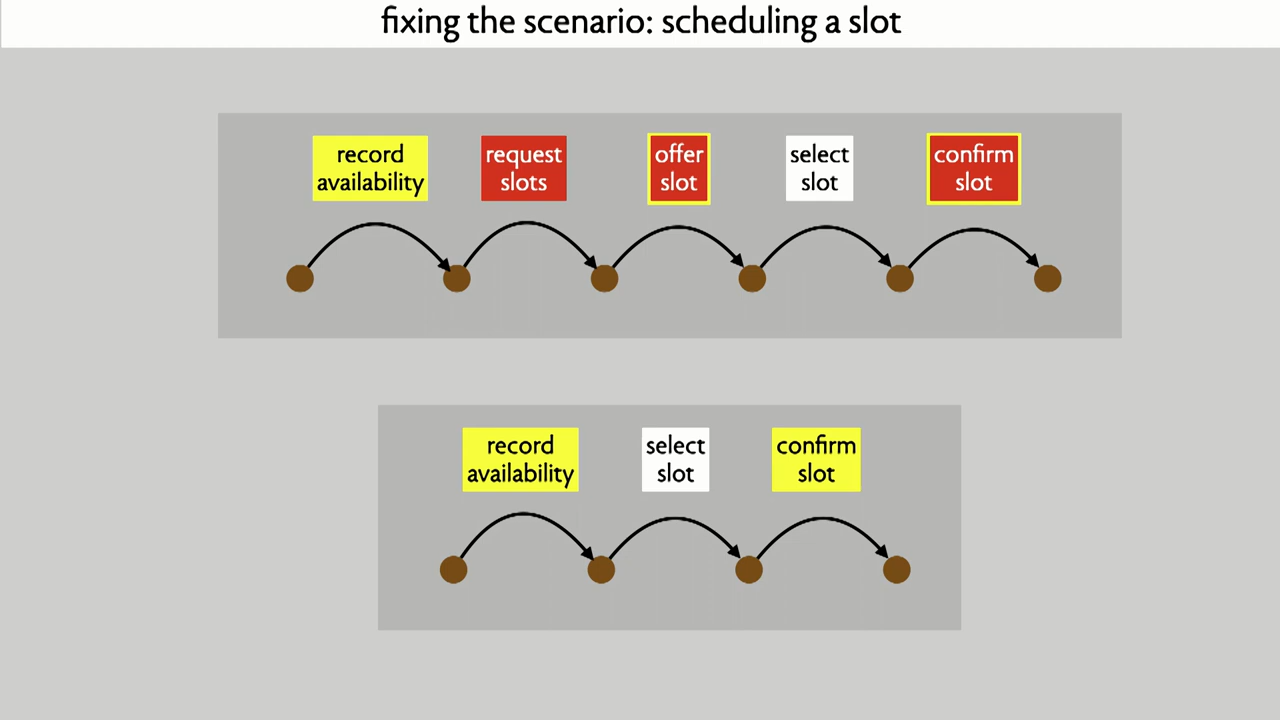 fixing the scenario: scheduling a slot
record
availability
request
slots
offer
slot
select
slot
confirm
slot
record
availability
select
slot
confirm
slot